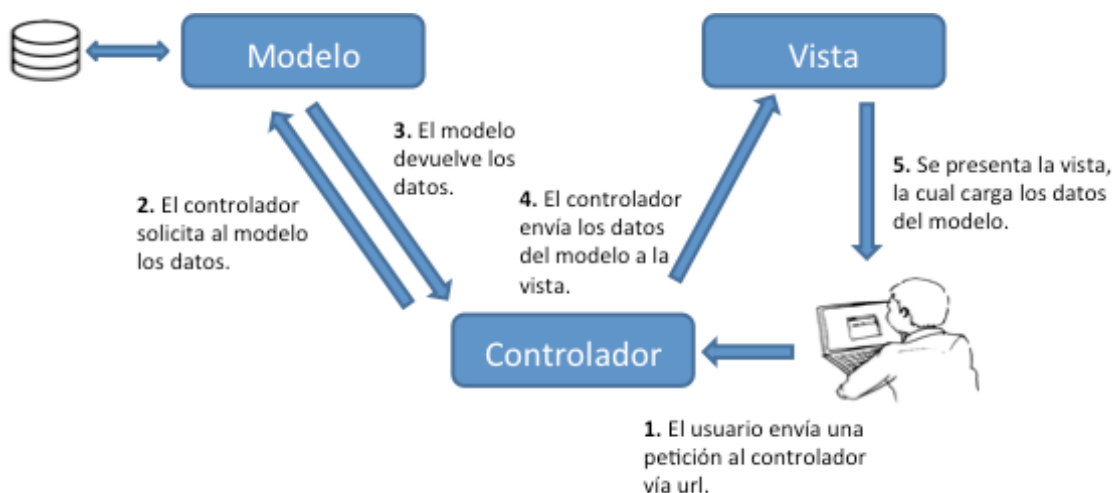 Modelo
Vista
3. El modelo
devuelve los
datos.
2. El controlador
solicita al modelo
los datos.
4. El controlador
envía los datos
del modelo a la
vista.
5. Se presenta la vista,
la cual carga los datos
del modelo.
Controlador
1. El usuario envía una
petición al controlador
vía url.